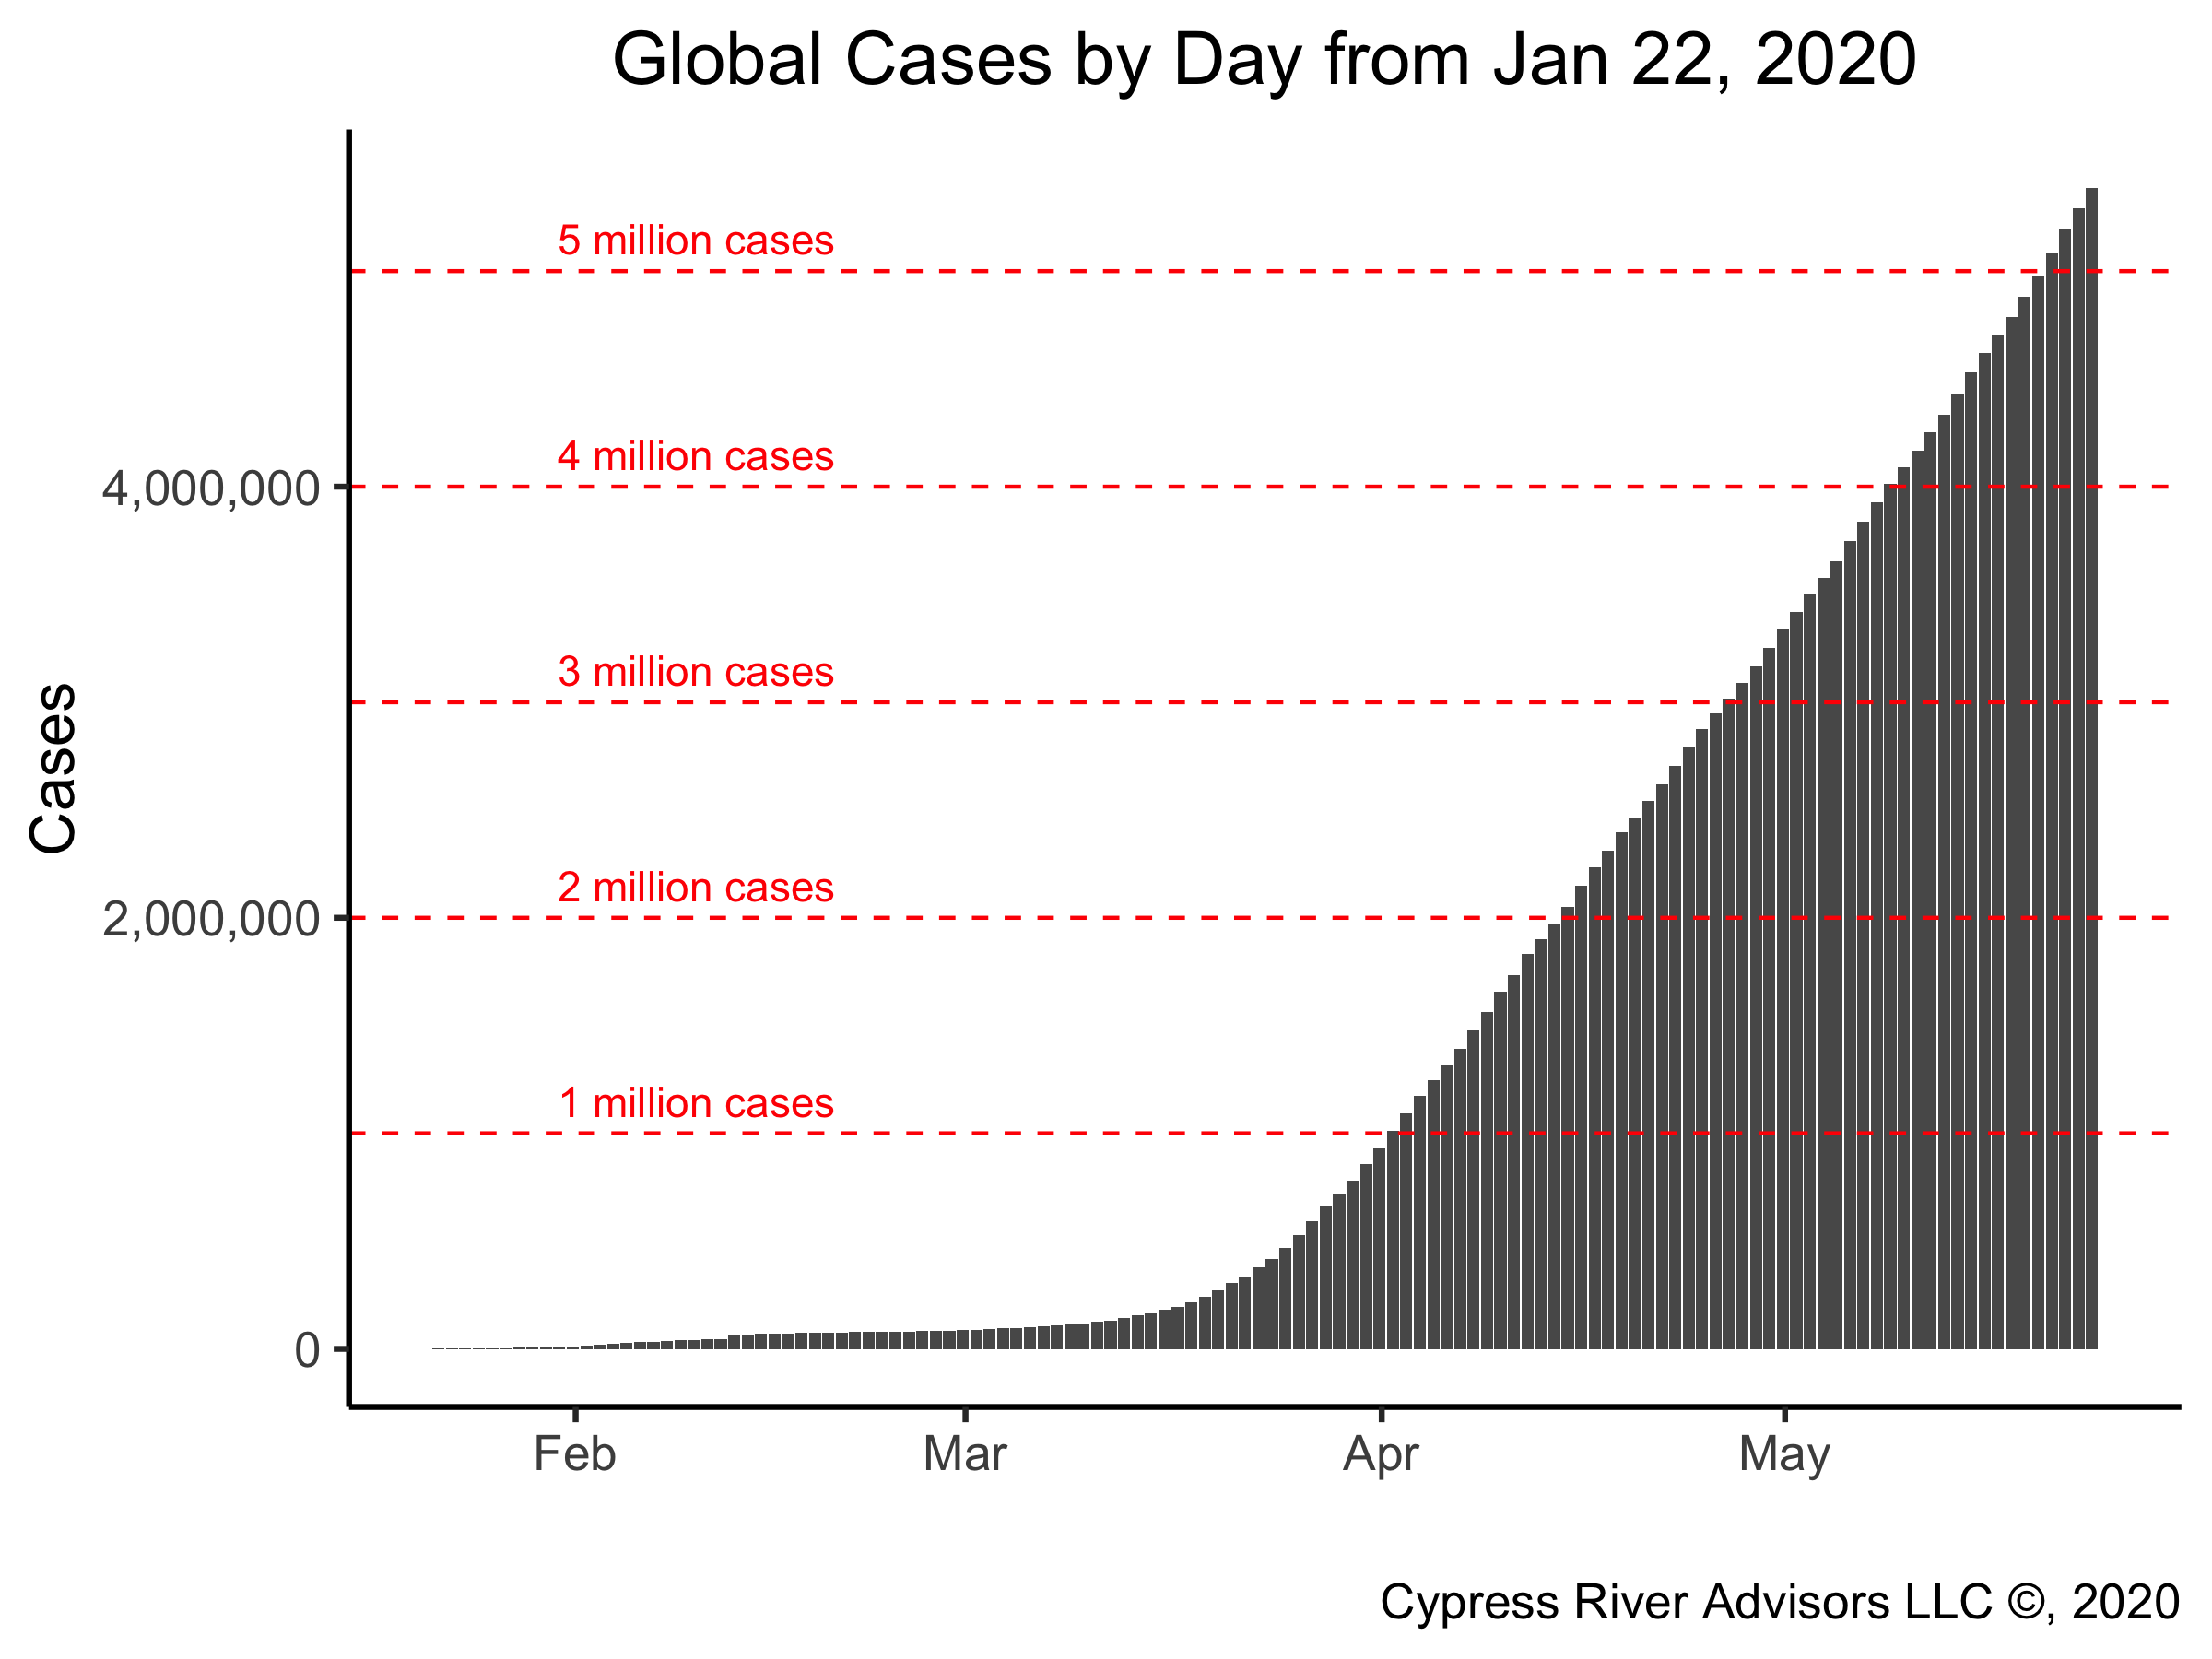 Global Cases by Day from Jan 22, 2020
5 million cases
4 million cases
4,000,000
3 million cases
Cases
2 million cases
2,000,000
1 million cases
0
Feb Mar Apr May
Cypress River Advisors LLC ©, 2020